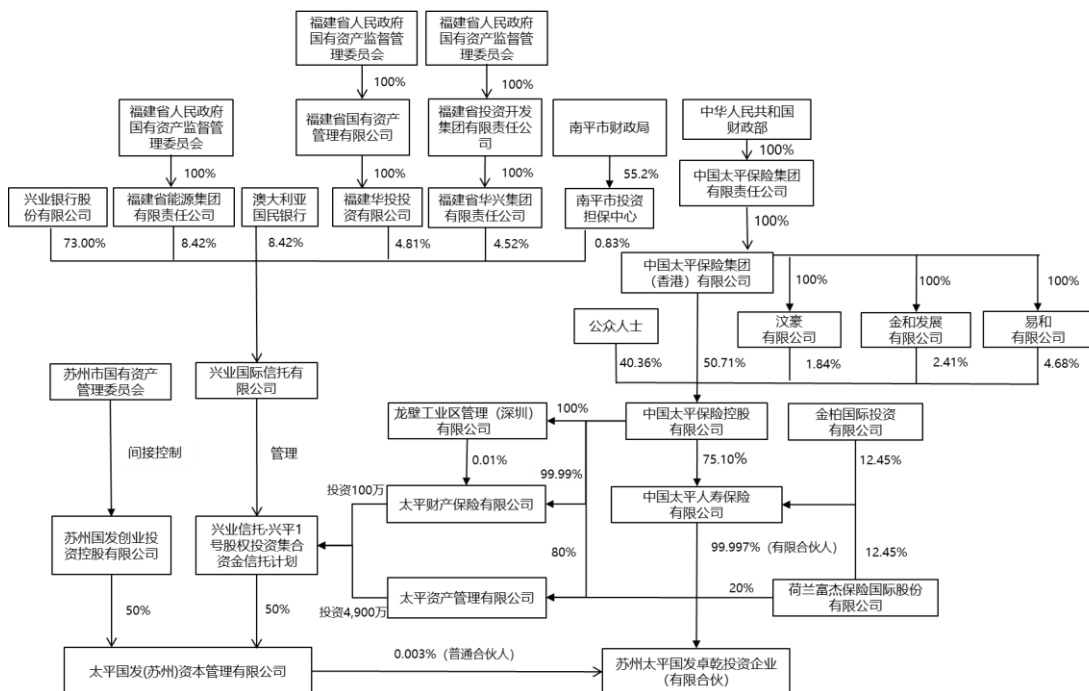 福建省人民政府
国有资产监督管
理委员会
福建省人民政府
国有资产监督管
理委员会
100%
100%
福建省人民政府
国有资产监督管
理委员会
福建省国有资产
管理有限公司
福建省投资开发
集团有限责任公
司
南平市财政局
中华人民共和国
财政部
100%
100%
100%
55.2%
100%
兴业银行股
份有限公司
福建省能源集团
有限责任公司
澳大利亚
国民银行
福建华投投
资有限公司
福建省华兴集团
有限责任公司
南平市投资
担保中心
中国太平保险集团
有限责任公司
73.00%
8.42%
8.42%
4.81%
4.52%
0.83%
100%
中国太平保险集团
（香港）有限公司
100%
100%
100%
公众人士
汶豪
有限公司
金和发展
有限公司
易和
有限公司
40.36%
50.71%
1.84%
2.41%
4.68%
苏州市国有资产
管理委员会
兴业国际信托有
限公司
龙壁工业区管理（深圳）
有限公司
100%
中国太平保险控股
有限公司
金柏国际投资
有限公司
间接控制
管理
0.01%
99.99%
75.10%
12.45%
投资100万
太平财产保险有限公司
中国太平人寿保险
有限公司
苏州国发创业投
资控股有限公司
兴业信托·兴平1
号股权投资集合
资金信托计划
80%
99.997% (有限合伙人)
12.45%
太平资产管理有限公司
20%
荷兰富杰保险国际股份
有限公司
50%
50%
投资4,900万
太平国发(苏州)资本管理有限公司
0.003%（普通合伙人）
苏州太平国发卓乾投资企业
（有限合伙）